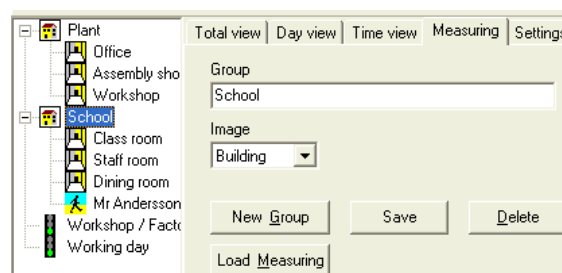 Plant
Office
Assembly sho
Workshop
School
Class room
Staff room
Dining room
Mr Andersson
Workshop / Facto
Working day
Total view Day view Time view Measuring Settings
Group
School
Image
Building
New Group Save Delete
Load Measuring